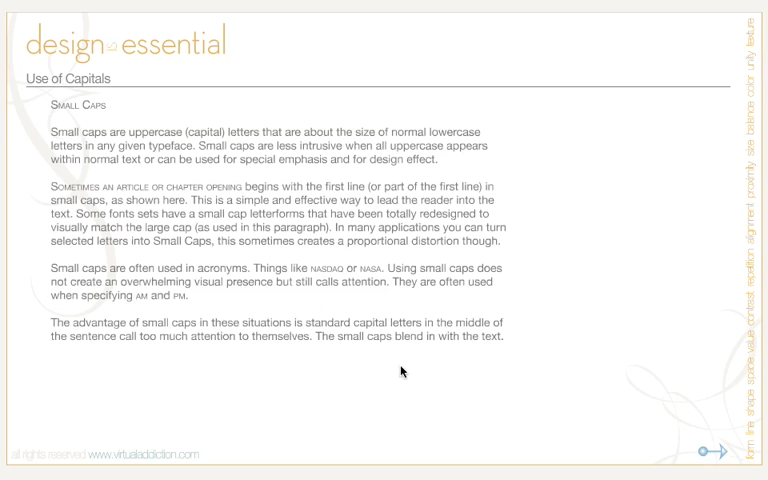 design essential
Use of Capitals
Small Caps
Small caps are uppercase (capital) letters that are about the size of normal lowercase
letters in any given typeface. Small caps are less intrusive when all uppercase appears
within normal text or can be used for special emphasis and for design effect.
Sometimes an article or chapter opening begins with the first line (or part of the first line) in
small caps, as shown here. This is a simple and effective way to lead the reader into the
text. Some fonts sets have a small cap letterforms that have been totally redesigned to
visually match the large cap (as used in this paragraph). In many applications you can turn
selected letters into Small Caps, this sometimes creates a proportional distortion though.
Small caps are often used in acronyms. Things like NASDAQ or NASA. Using small caps does
not create an overwhelming visual presence but still calls attention. They are often used
when specifying AM and PM.
The advantage of small caps in these situations is standard capital letters in the middle of
the sentence call too much attention to themselves. The small caps blend in with the text.
all rights reserved www.virtualaddiction.com
form line shape space value contrast repetition alignment proximity size balance color unity texture